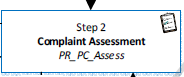 Step 2
Complaint Assessment
PR_PC_Assess